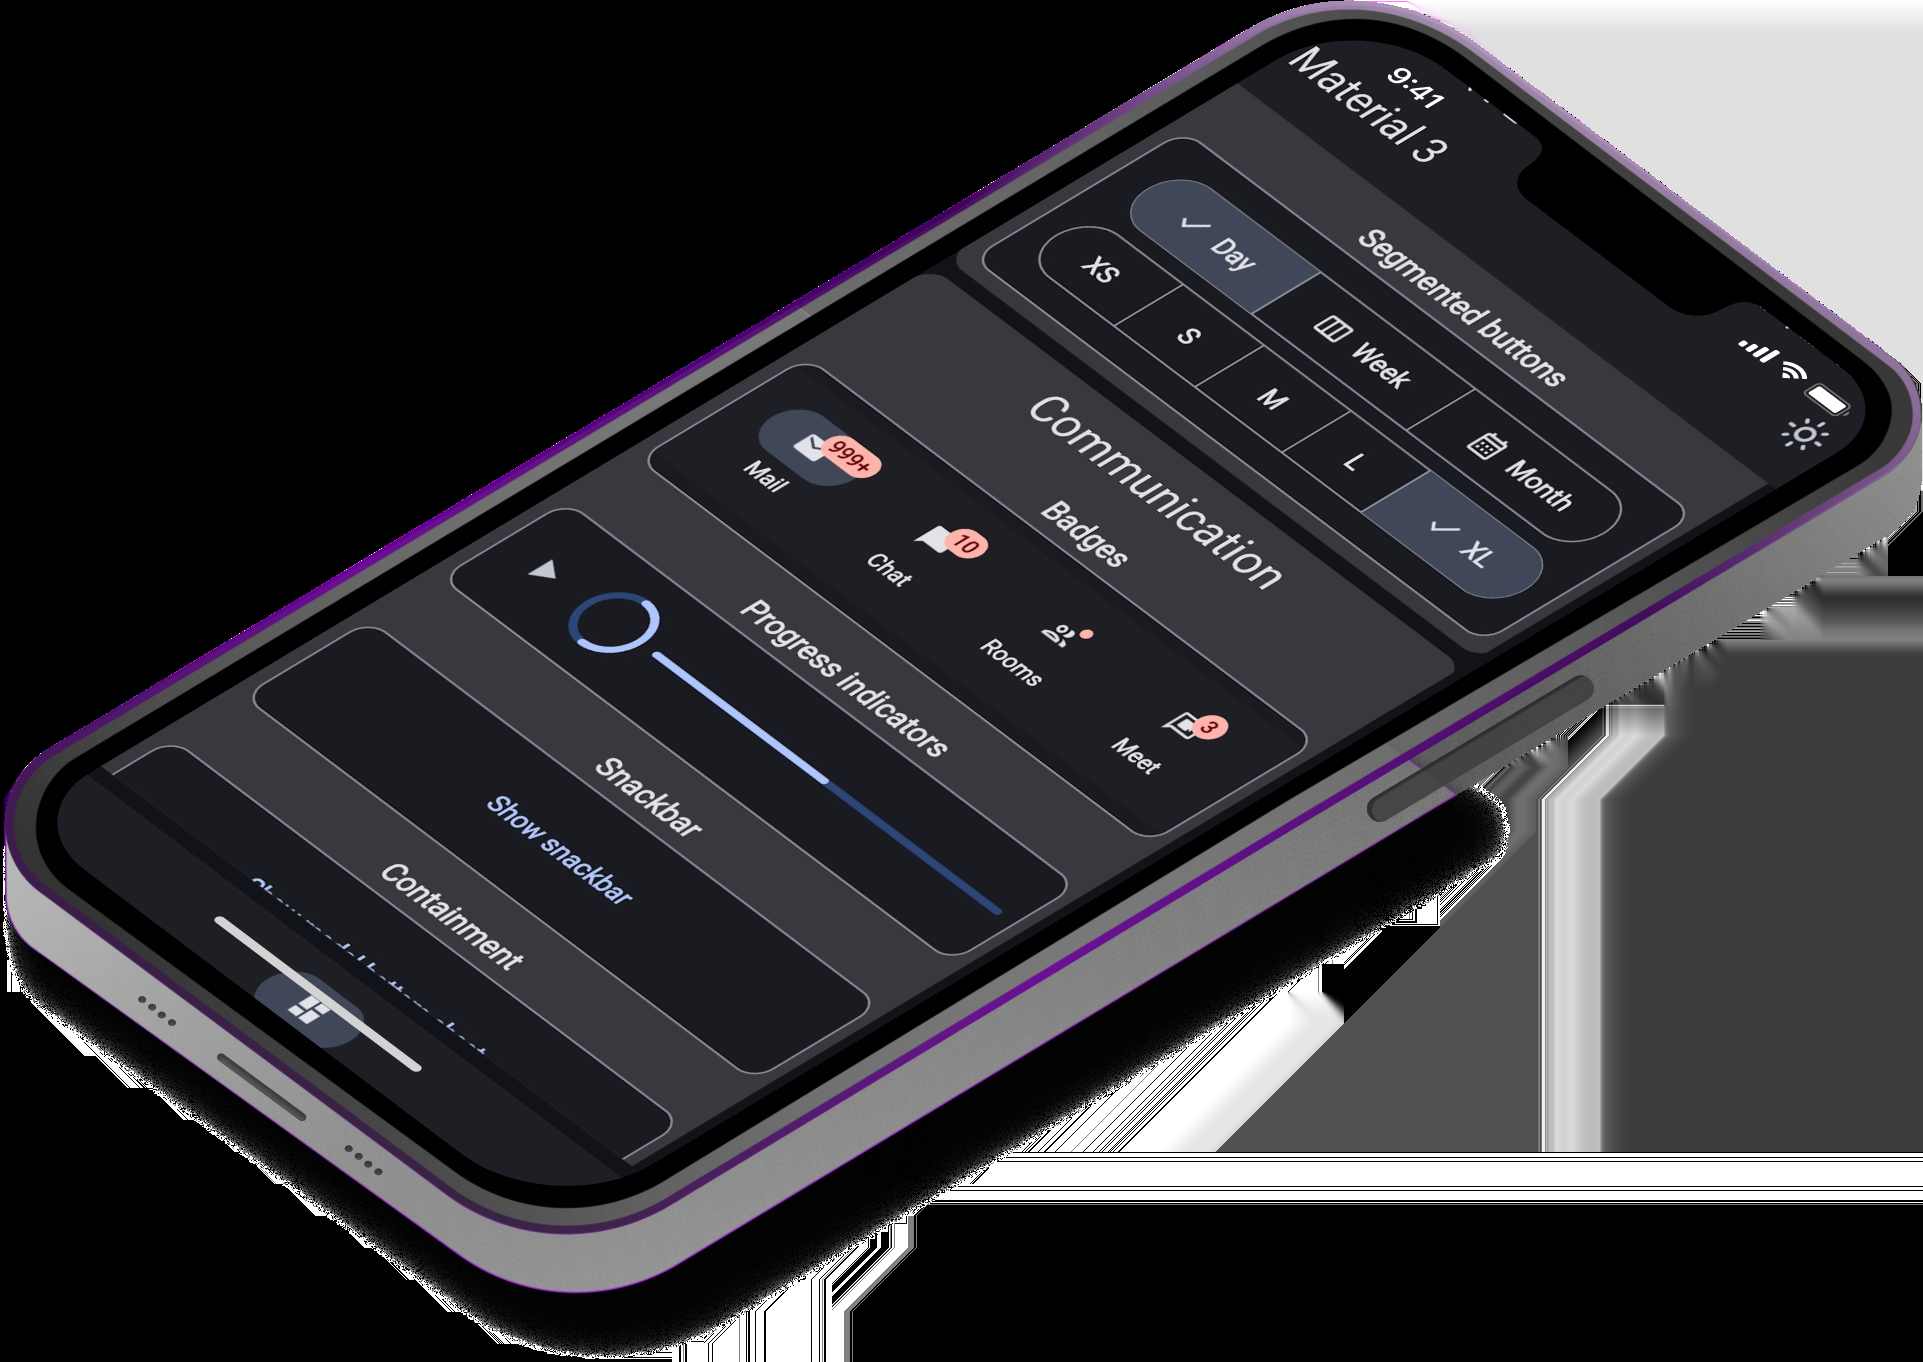 9:41
Material 3
Segmented buttons
Day
Week
Month
XS
S
M
L
XL
Communication
Badges
999+
Mail
10
Chat
Rooms
3
Meet
Progress indicators
Snackbar
Show snackbar
Containment